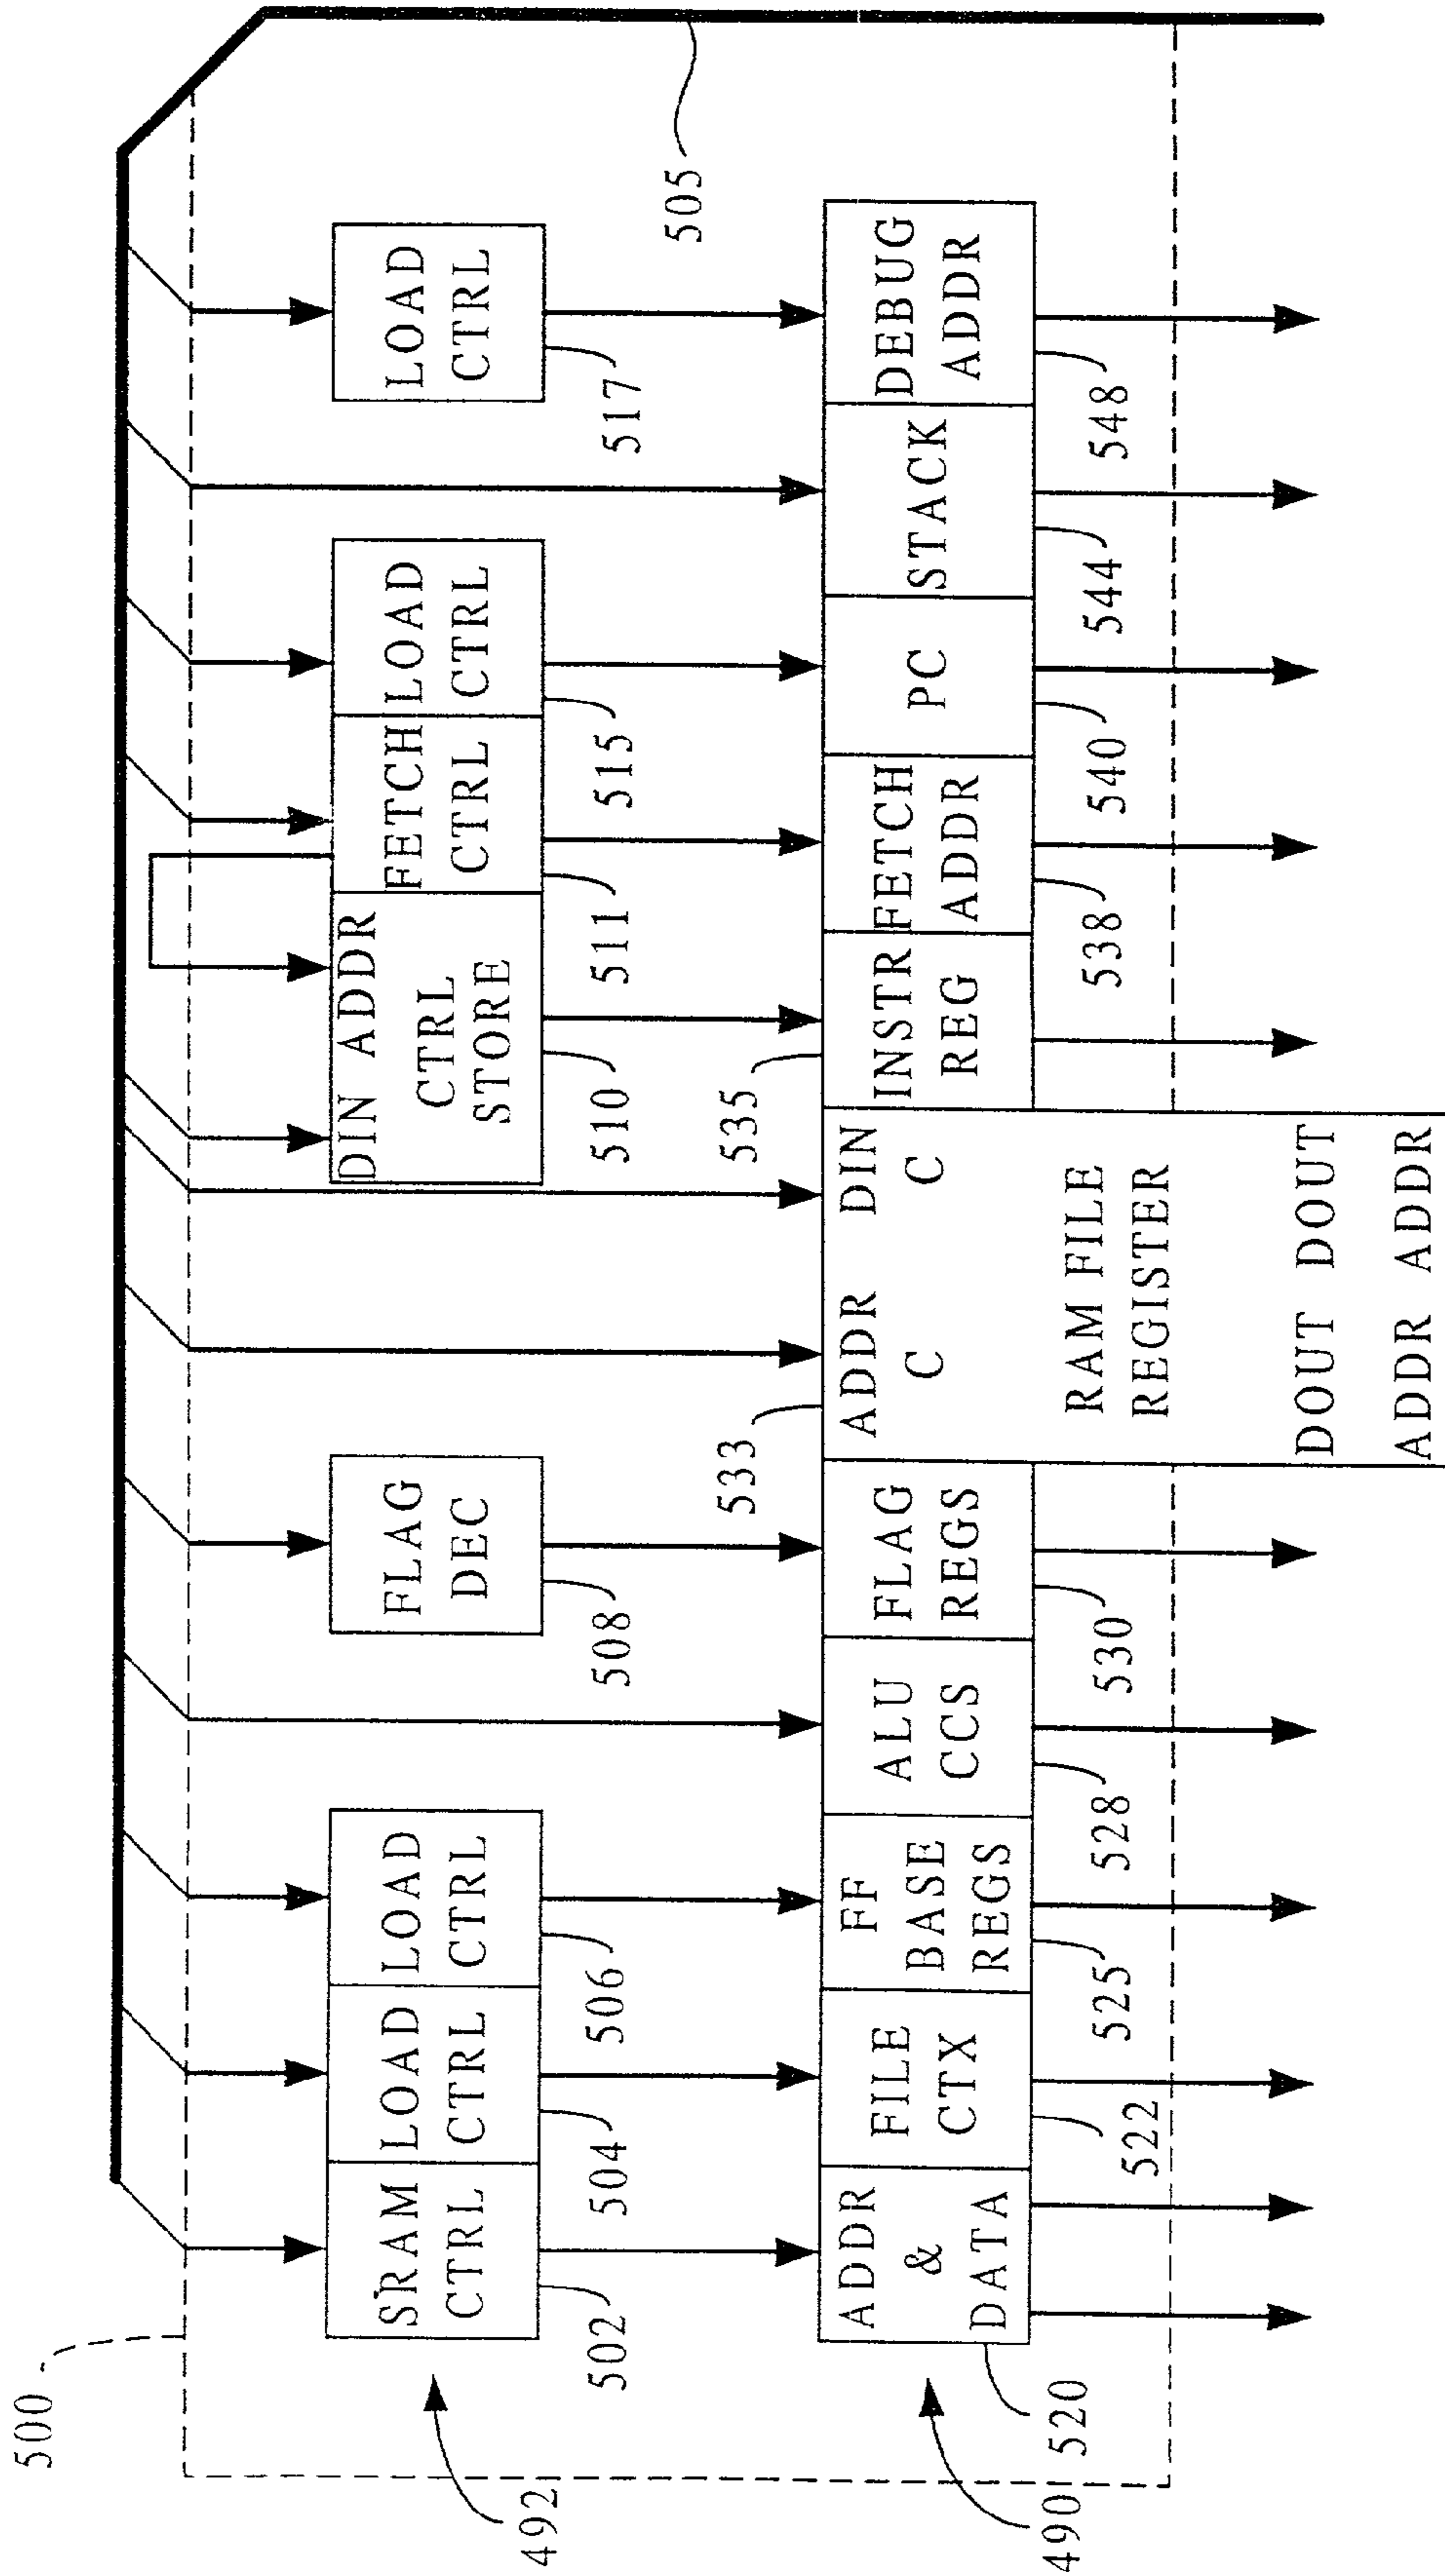 500
492
SRAM
CTRL
502
LOAD
CTRL
504
LOAD
CTRL
506
FLAG
DEC
508
DIN ADDR
CTRL
STORE
510
FETCH
CTRL
511
LOAD
CTRL
515
LOAD
CTRL
517
505
490
ADDR
&
DATA
520
FILE
CTX
522
FF
BASE
REGS
525
ALU
CCS
528
FLAG
REGS
530
533
ADDR DIN
C C
RAM FILE
REGISTER
DOUT DOUT
ADDR ADDR
535
INSTR
REG
FETCH
ADDR
538
PC
540
STACK
544
DEBUG
ADDR
548